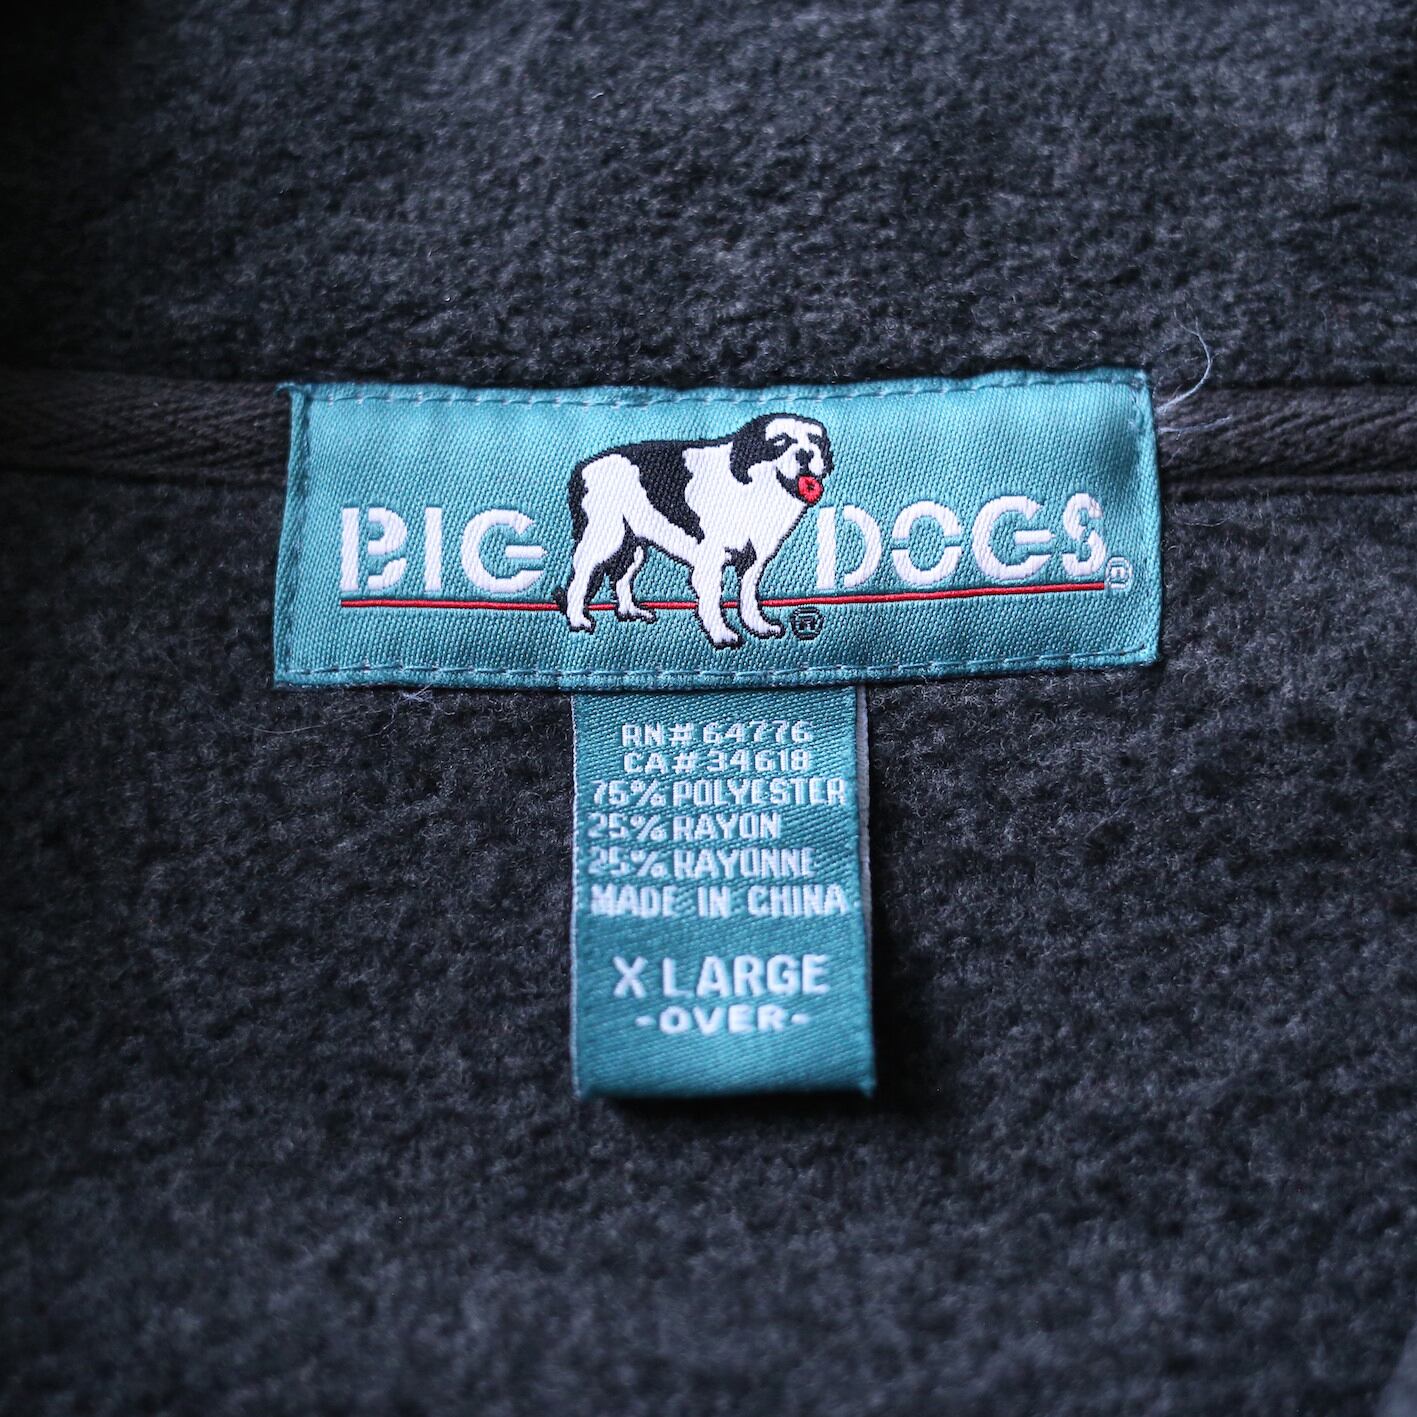 BIG DOGS®
®
RN# 64776
CA# 34618
75% POLYESTER
25% RAYON
25% RAYONNE
MADE IN CHINA
X LARGE
-OVER-